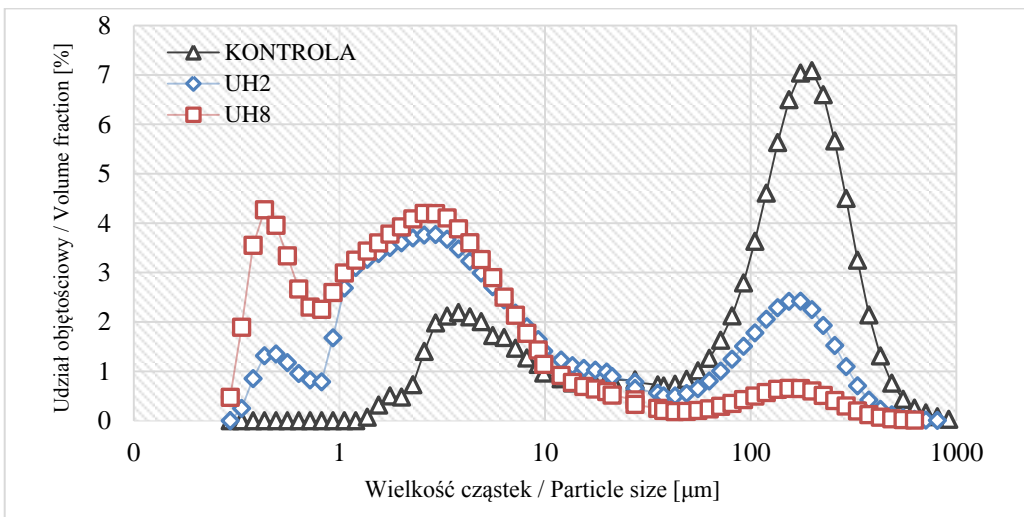 Udział objętościowy / Volume fraction [%]
8
7
6
5
4
3
2
1
0
KONTROLA
UH2
UH8
0 1 10 100 1000
Wielkość cząstek / Particle size [μm]